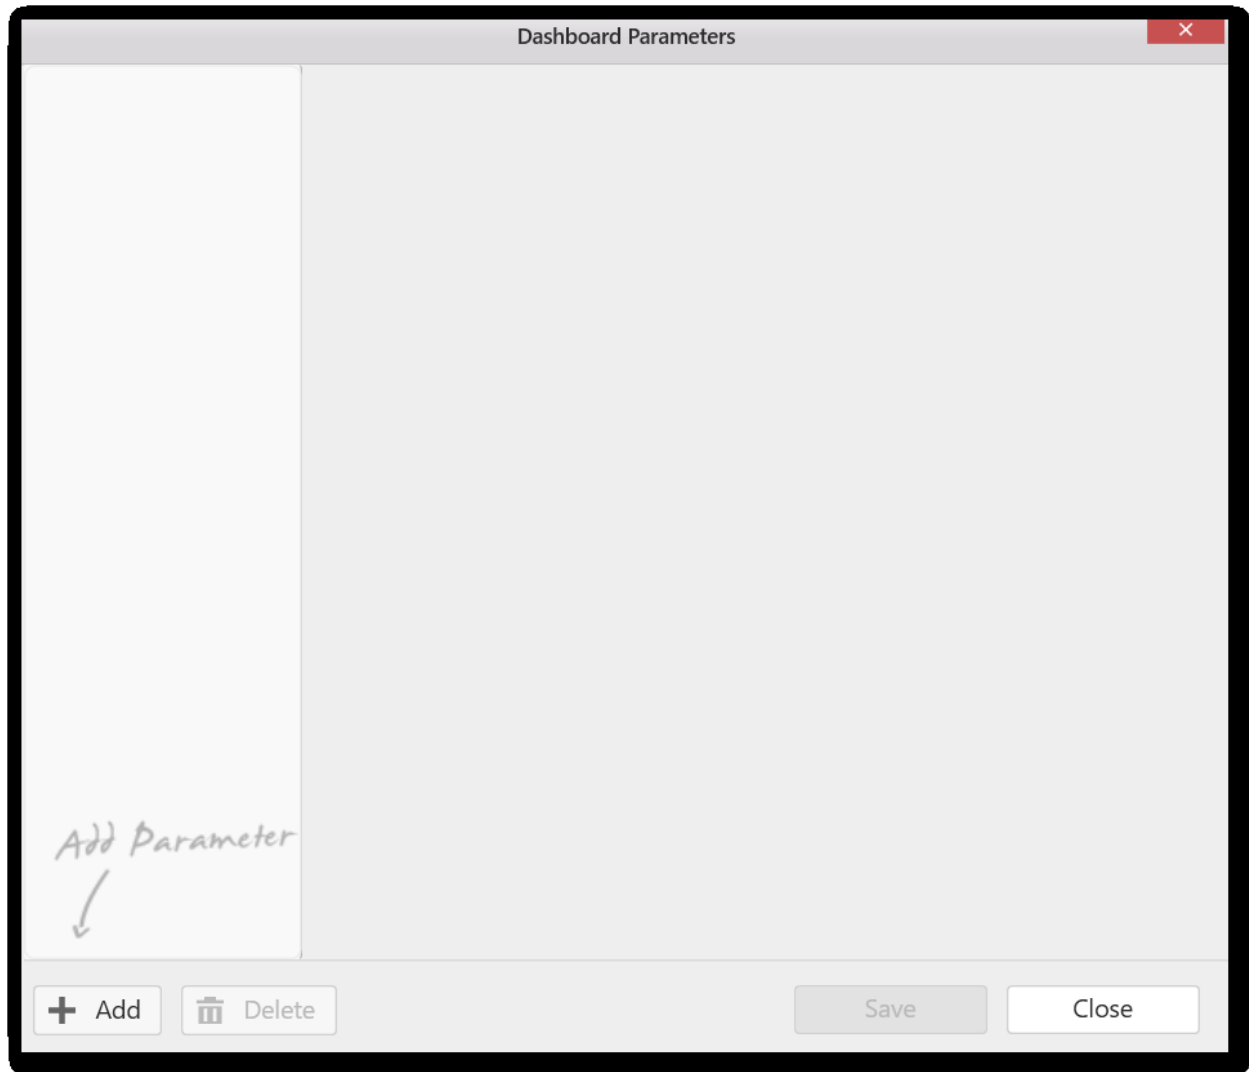 Dashboard Parameters
Add Parameter
Add
Delete
Save
Close